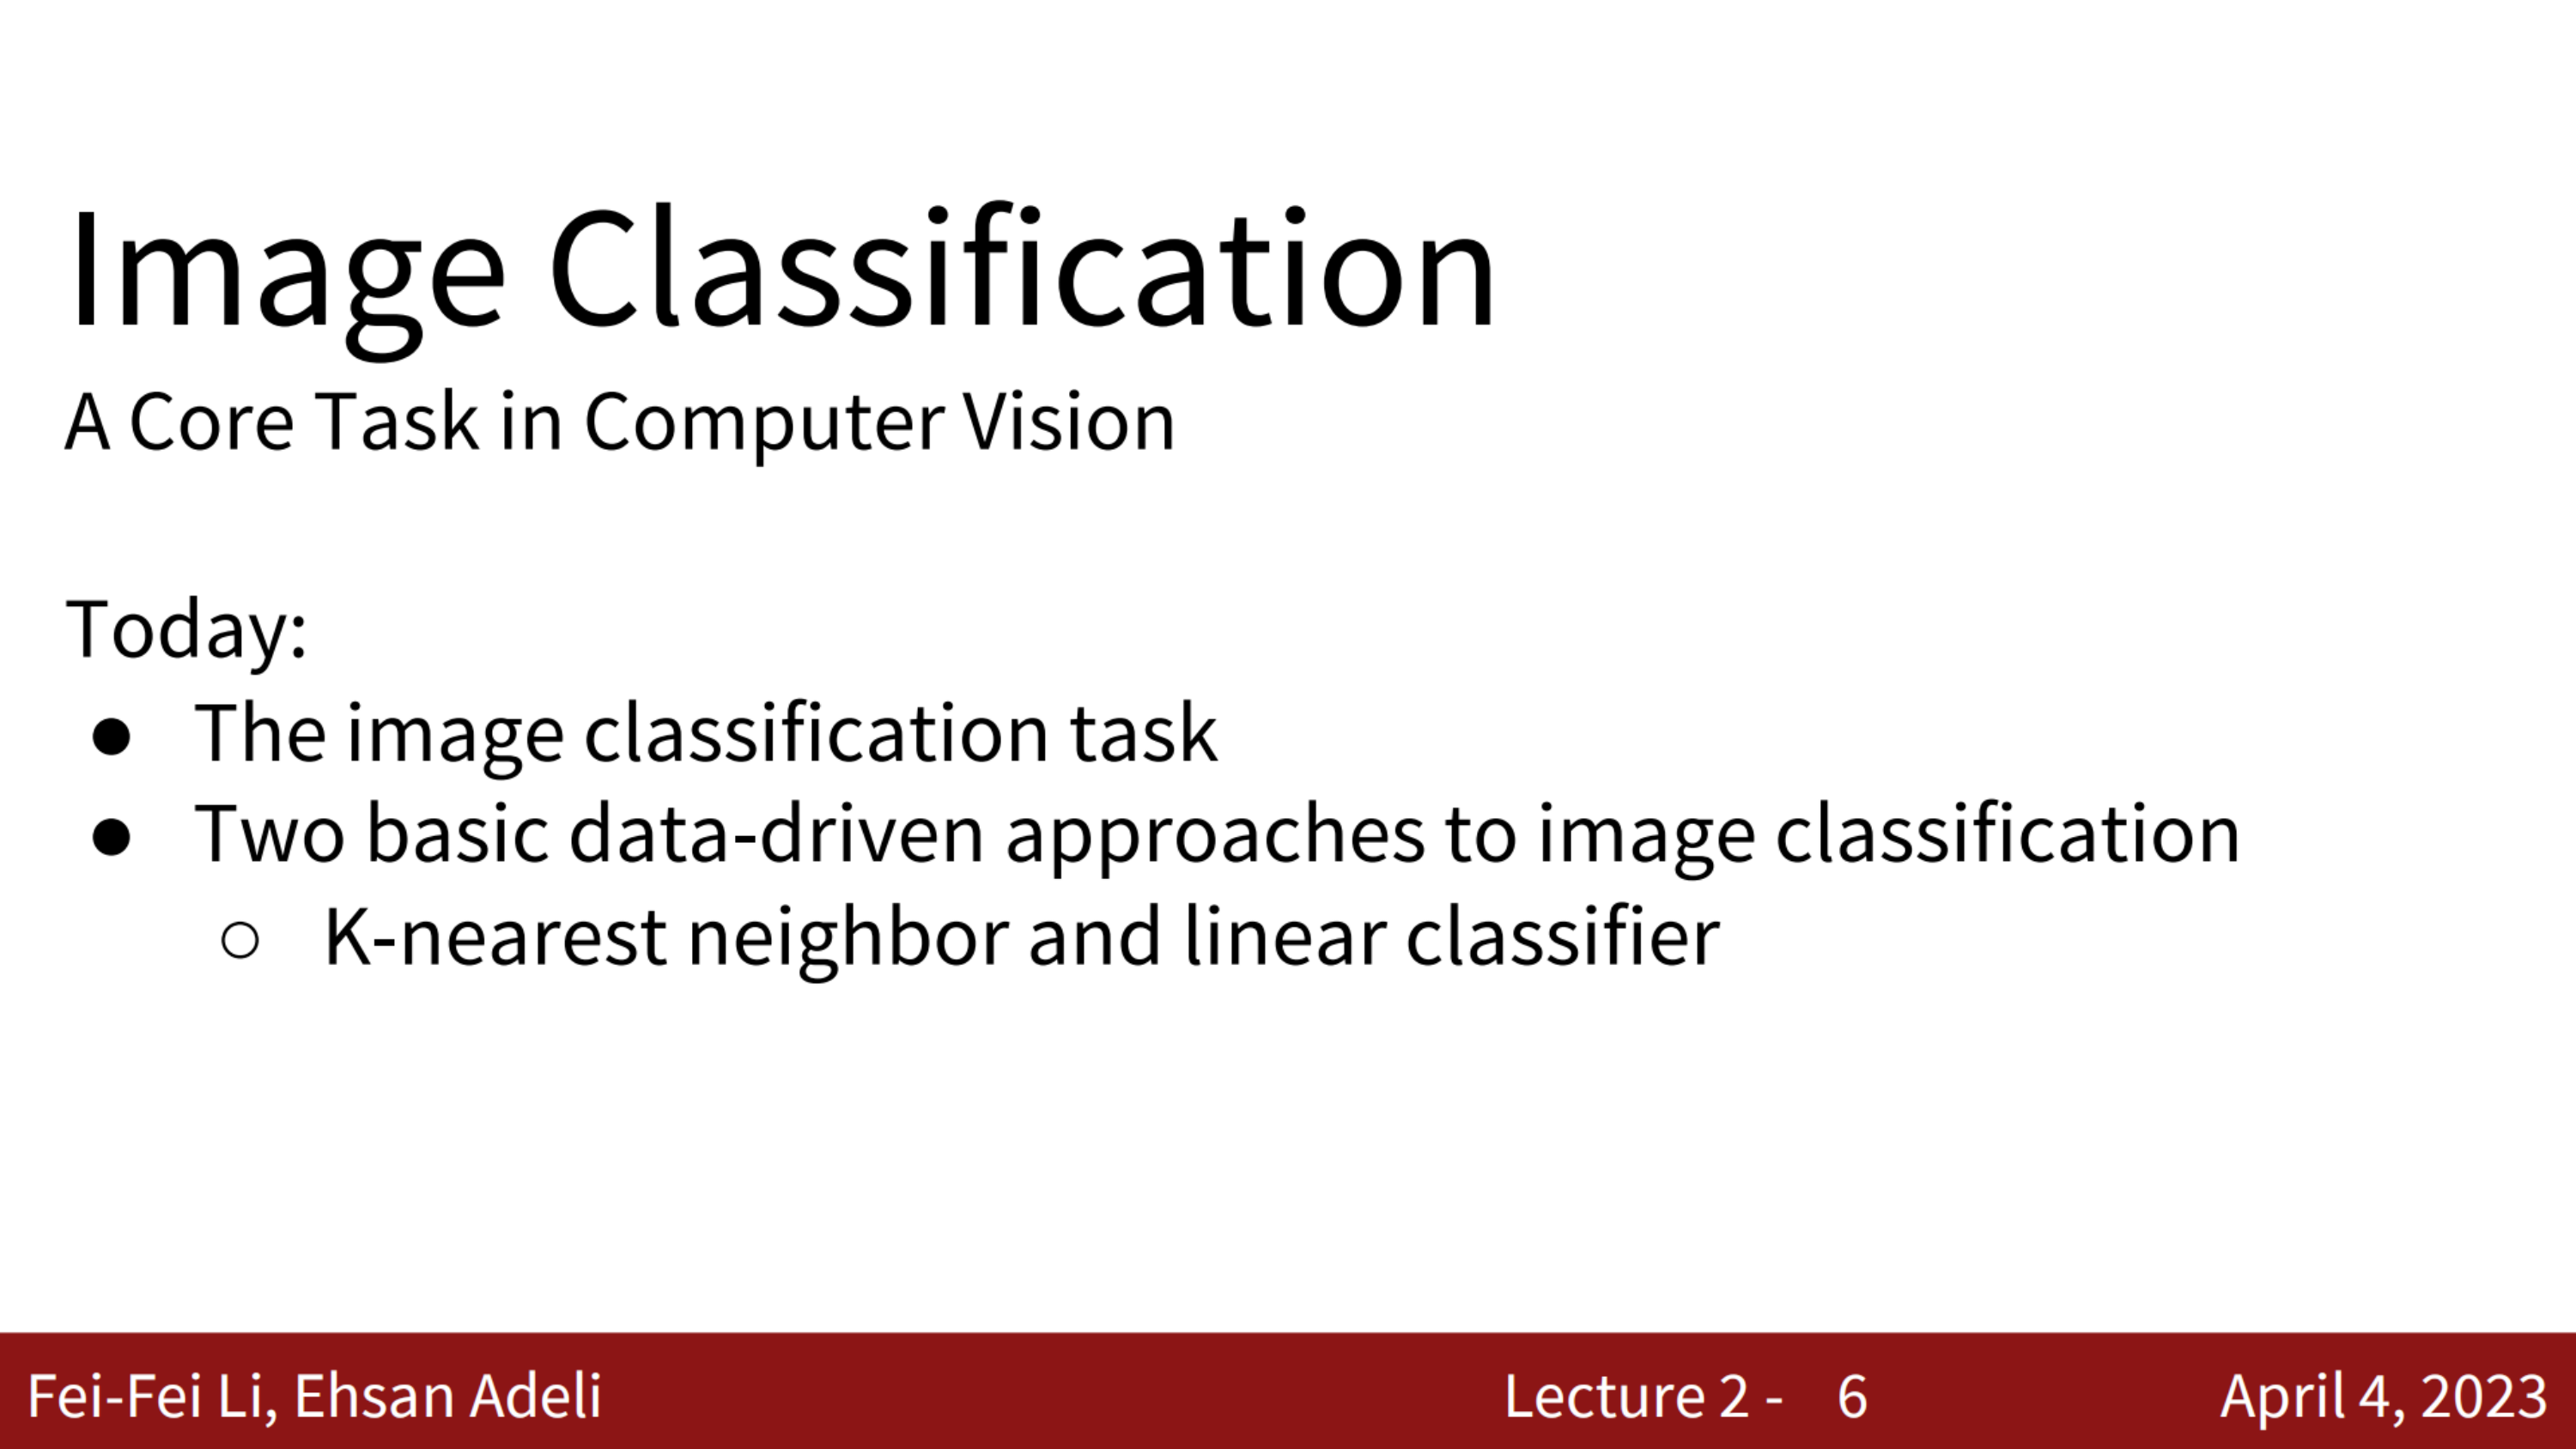 Image Classification
A Core Task in Computer Vision
Today:
● The image classification task
● Two basic data-driven approaches to image classification
○ K-nearest neighbor and linear classifier
Fei-Fei Li, Ehsan Adeli Lecture 2 - 6 April 4, 2023